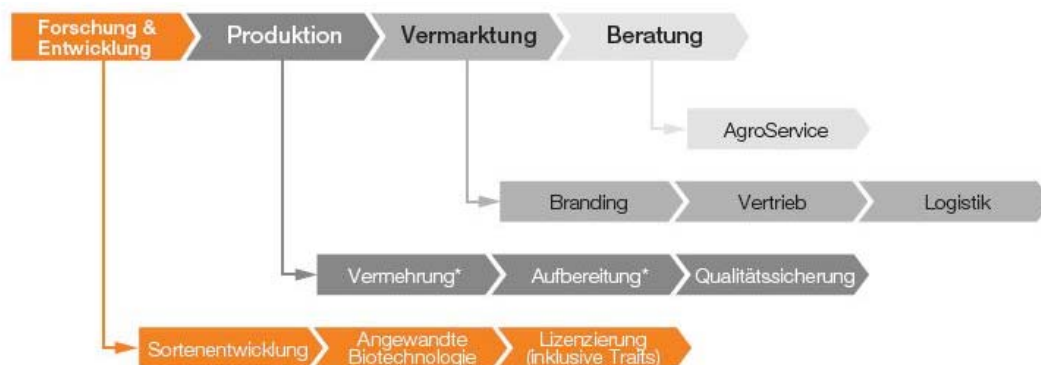 Forschung &
Entwicklung
Produktion
Vermarktung
Beratung
AgroService
Branding
Vertrieb
Logistik
Vermehrung*
Aufbereitung*
Qualitätssicherung
Sortenentwicklung
Angewandte
Biotechnologie
Lizenzierung
(inklusive Traits)